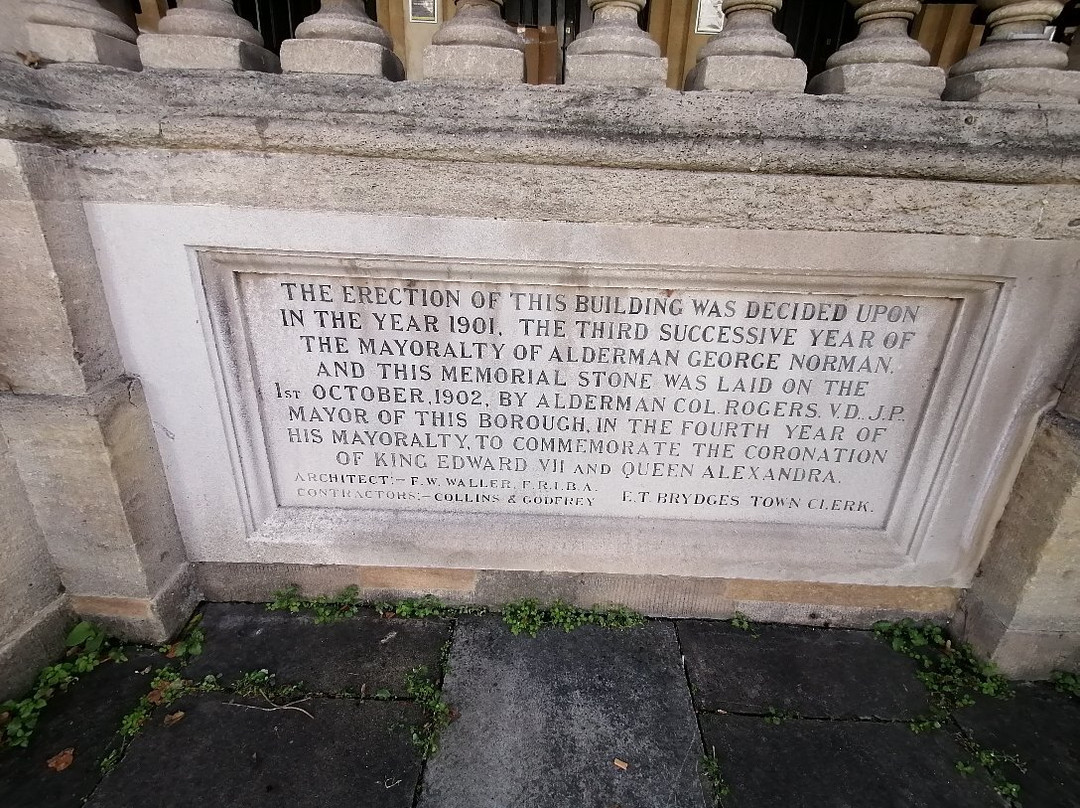 THE ERECTION OF THIS BUILDING WAS DECIDED UPON
IN THE YEAR 1901, THE THIRD SUCCESSIVE YEAR OF
THE MAYORALTY OF ALDERMAN GEORGE NORMAN,
AND THIS MEMORIAL STONE WAS LAID ON THE
1ST OCTOBER, 1902, BY ALDERMAN COL. ROGERS, V.D., J.P.,
MAYOR OF THIS BOROUGH, IN THE FOURTH YEAR OF
HIS MAYORALTY, TO COMMEMORATE THE CORONATION
OF KING EDWARD VII AND QUEEN ALEXANDRA.
ARCHITECT:- F. W. WALLER, F.R.I.B.A.
CONTRACTORS:- COLLINS & GODFREY E.T. BRYDGES TOWN CLERK.